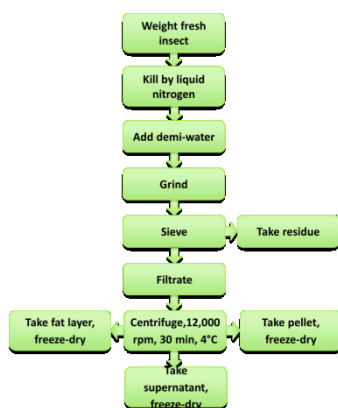 Weight fresh
insect
Kill by liquid
nitrogen
Add demi-water
Grind
Sieve
Take residue
Filtrate
Take fat layer,
freeze-dry
Centrifuge,12,000
rpm, 30 min, 4°C
Take pellet,
freeze-dry
Take
supernatant,
freeze-dry